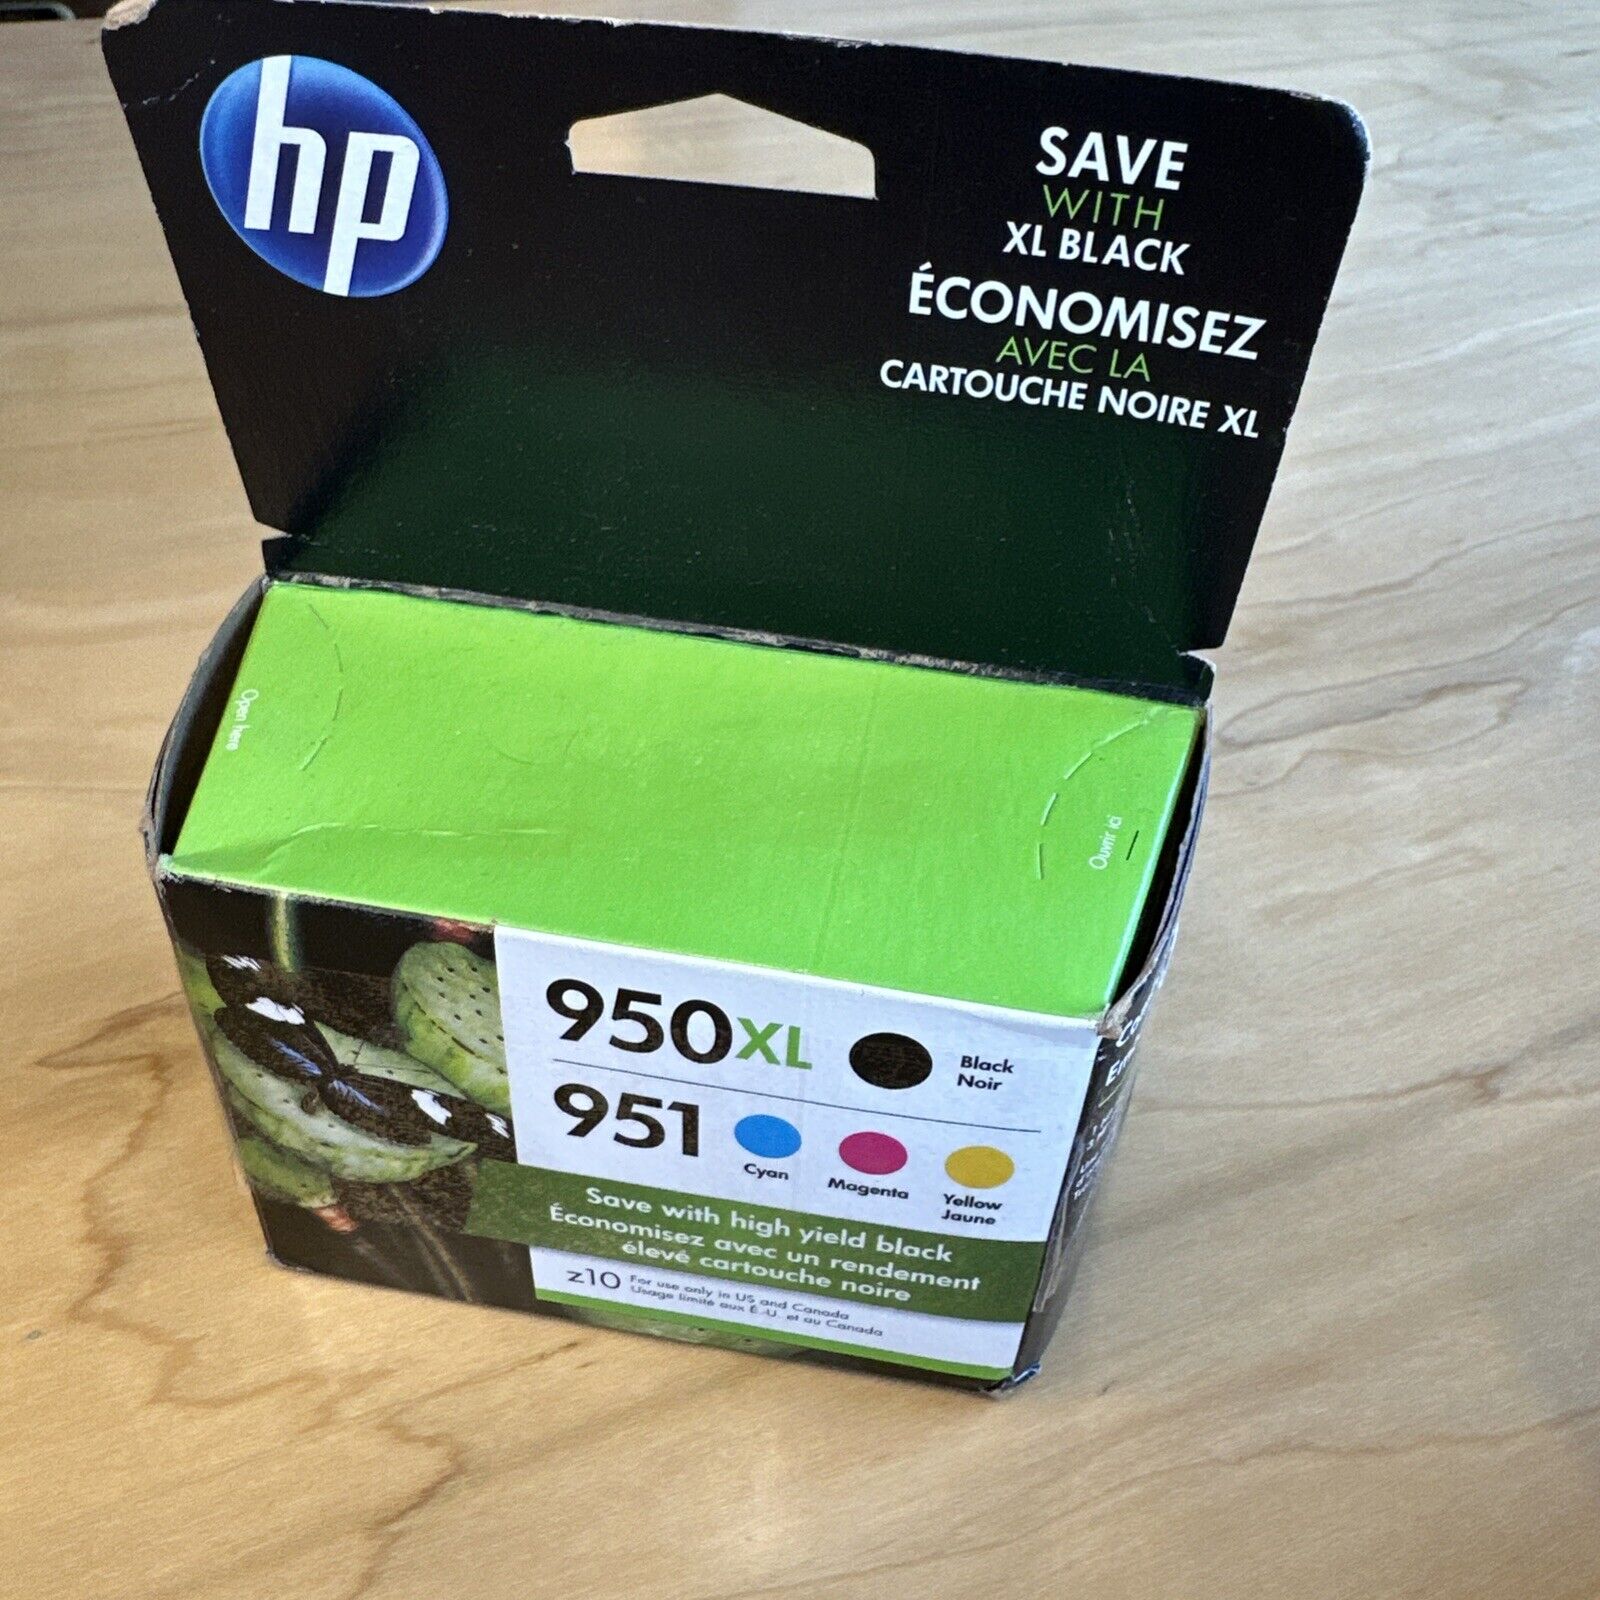 hp
SAVE
WITH
XL BLACK
ÉCONOMISEZ
AVEC LA
CARTOUCHE NOIRE XL
Open here
Ouvrir ici
950XL
Black
Noir
951
Cyan
Magenta
Yellow
Jaune
Save with high yield black
Économisez avec un rendement
élevé cartouche noire
z10
For use only in US and Canada
Usage limité aux É.-U. et au Canada